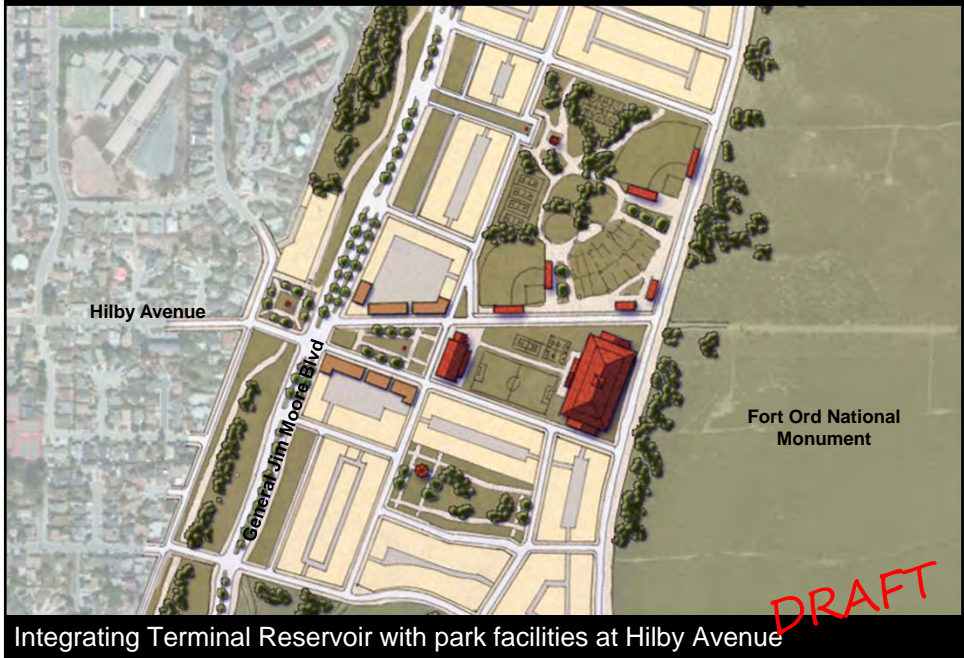 Hilby Avenue
General Jim Moore Blvd
Fort Ord National
Monument
DRAFT
Integrating Terminal Reservoir with park facilities at Hilby Avenue